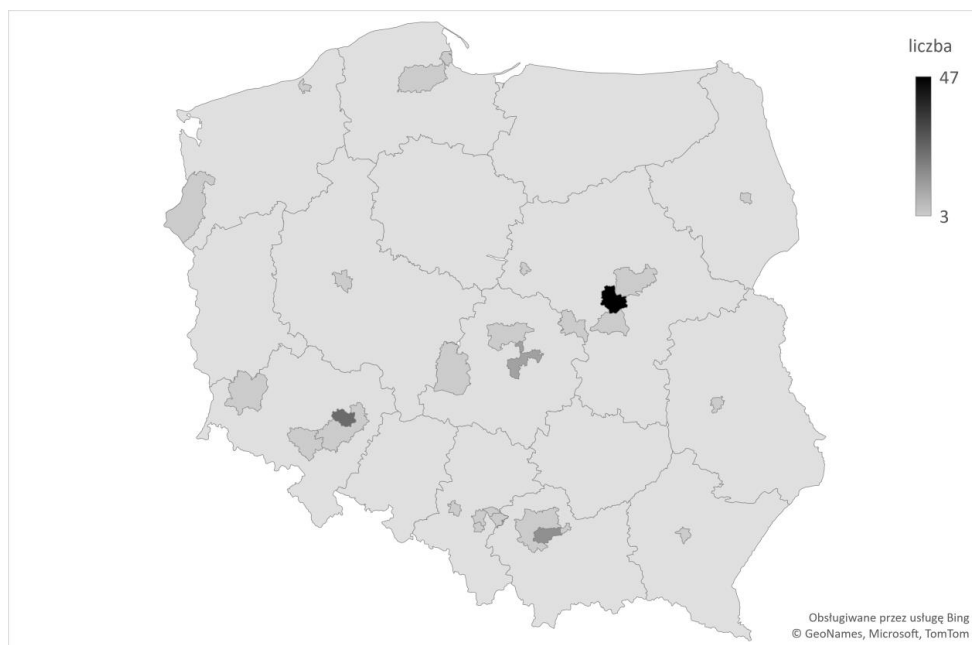 liczba
47
3
Obsługiwane przez usługę Bing
© GeoNames, Microsoft, TomTom